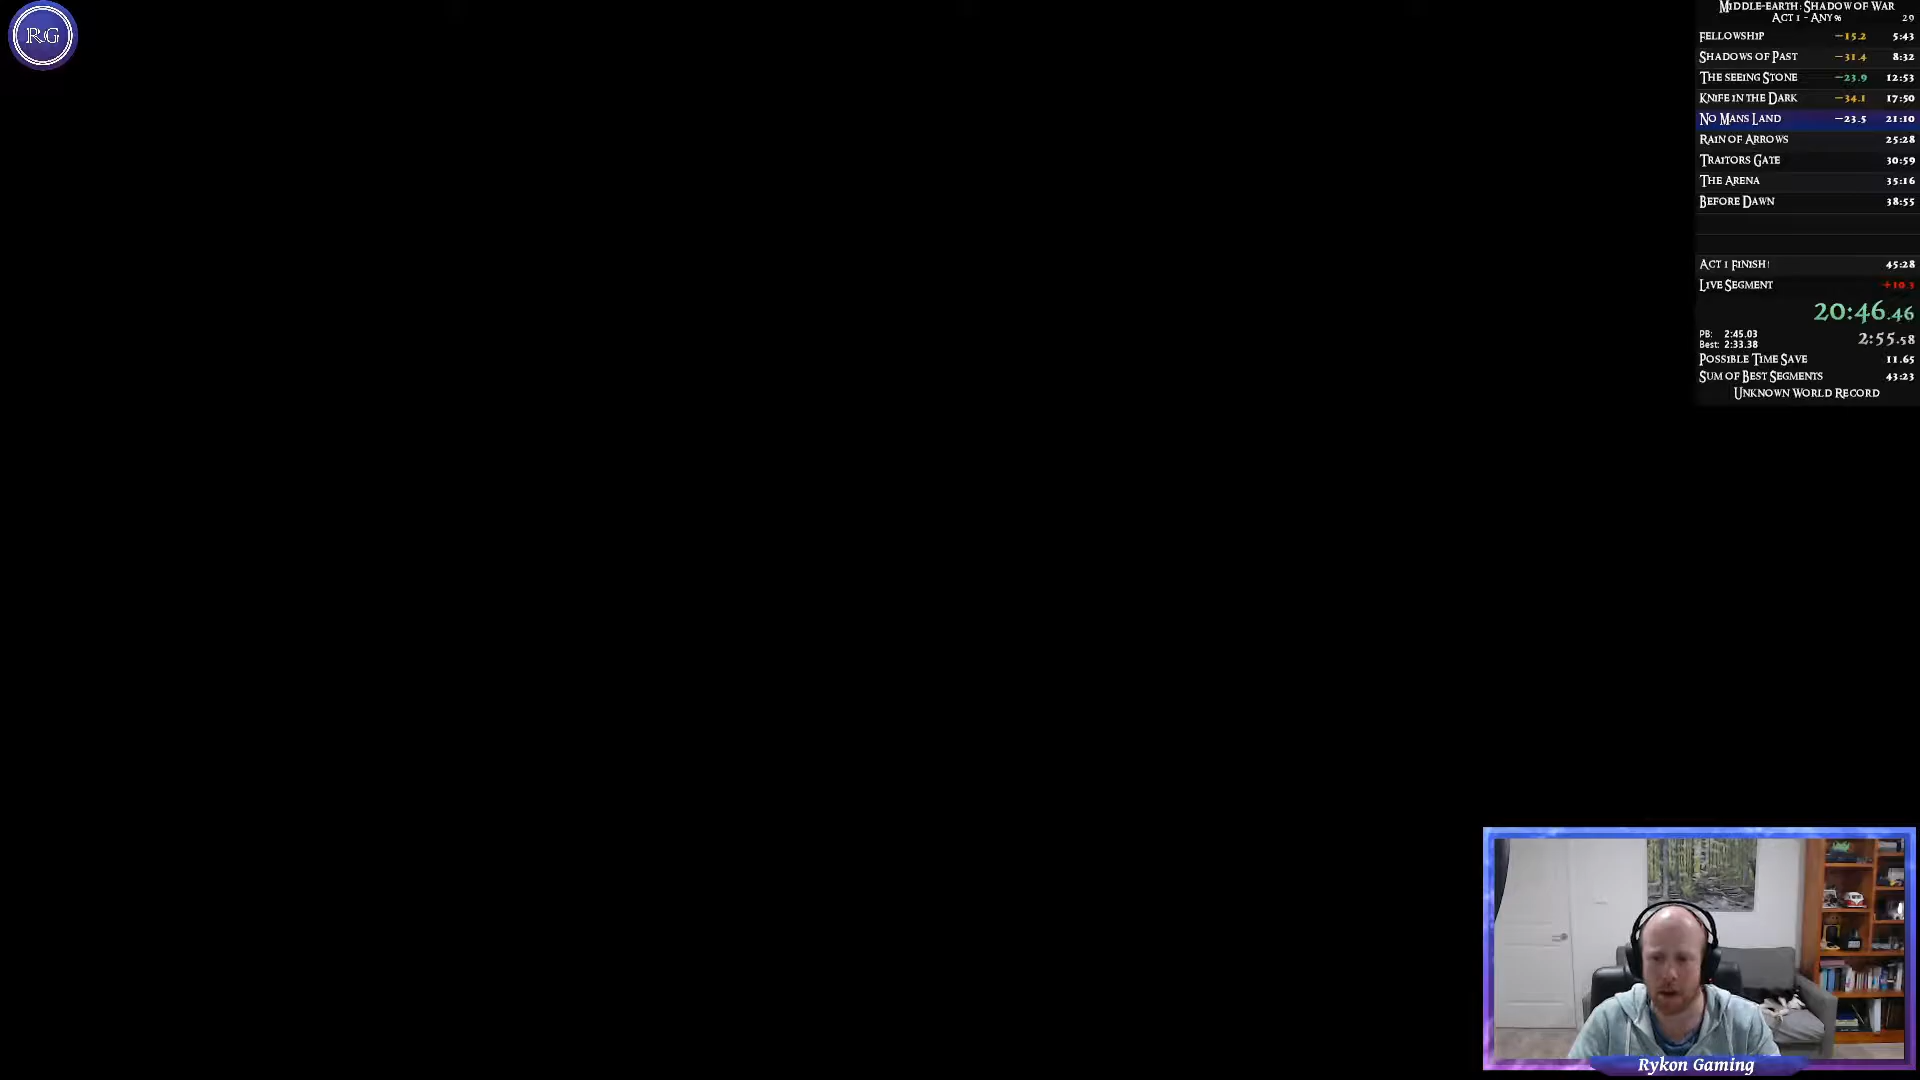 RG
Middle-earth: Shadow of War
Act 1 - Any% 29
Fellowship -15.2 5:43
Shadows of Past -31.4 8:32
The seeing Stone -23.9 12:53
Knife in the Dark -34.1 17:50
No Mans Land -23.5 21:10
Rain of Arrows 25:28
Traitors Gate 30:59
The Arena 35:16
Before Dawn 38:55
Act 1 Finish! 45:28
Live Segment +10.3
20:46.46
PB: 2:45.03
Best: 2:33.38 2:55.58
Possible Time Save 11.65
Sum of Best Segments 43:23
Unknown World Record
Rykon Gaming